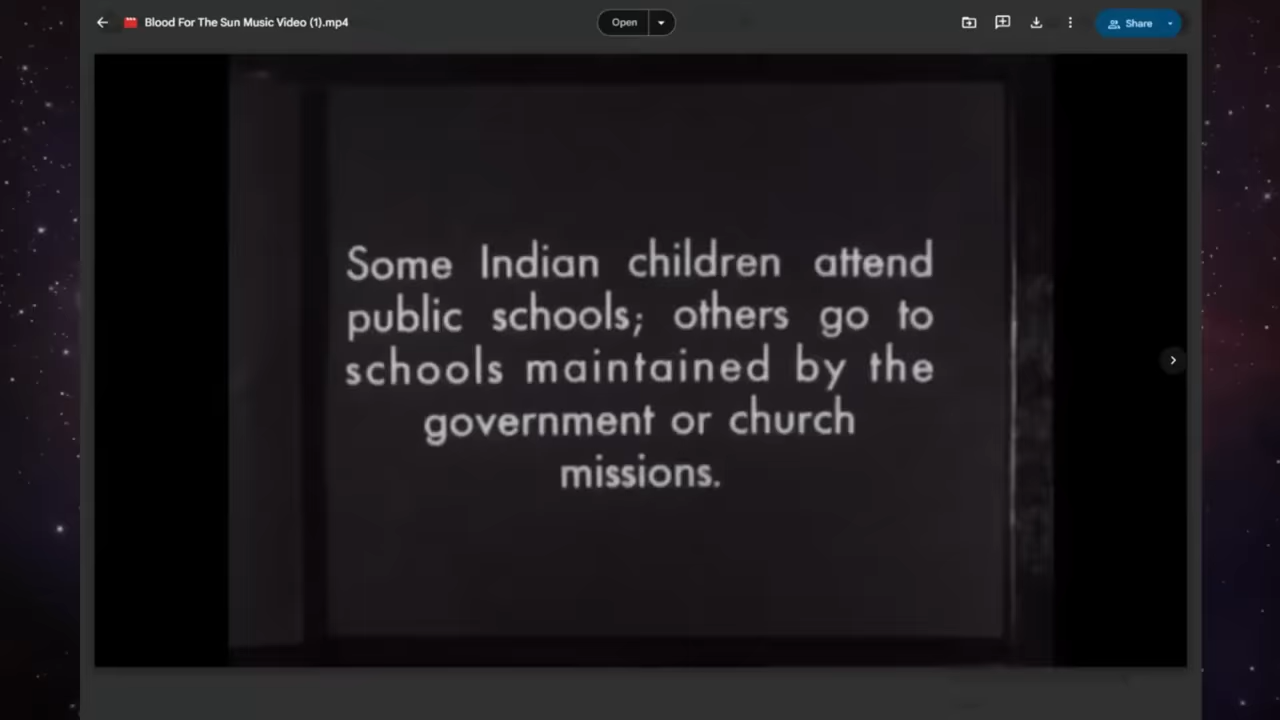 Blood For The Sun Music Video (1).mp4
Open
Share
Some Indian children attend
public schools; others go to
schools maintained by the
government or church
missions.